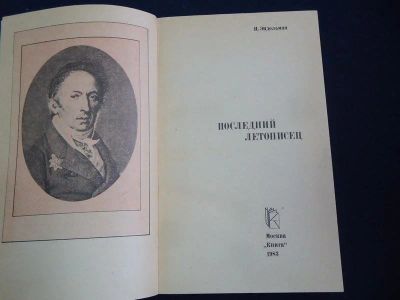 Н. Эйдельман
ПОСЛЕДНИЙ
ЛЕТОПИСЕЦ
Москва
„Книга"
1983